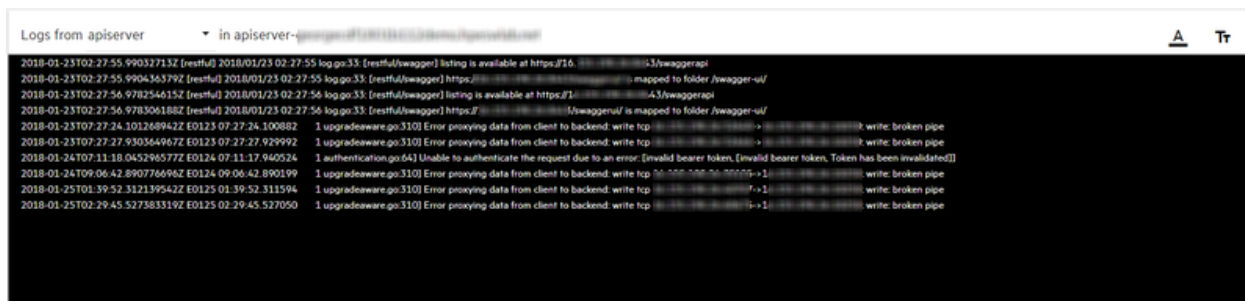 Logs from apiserver in apiserver-
A Tт
2018-01-23T02:27:55.99032713Z [restful] 2018/01/23 02:27:55 log.go:33: [restful/swagger] listing is available at https://16. 43/swaggerapi
2018-01-23T02:27:55.990436379Z [restful] 2018/01/23 02:27:55 log.go:33: [restful/swagger] https:/ mapped to folder /swagger-ui/
2018-01-23T02:27:56.978254615Z [restful] 2018/01/23 02:27:56 log.go:33: [restful/swagger] listing is available at https://1 43/swaggerapi
2018-01-23T02:27:56.978306188Z [restful] 2018/01/23 02:27:56 log.go:33: [restful/swagger] https:/ /swaggerui/ is mapped to folder /swagger-ui/
2018-01-23T07:27:24.101268942Z E0123 07:27:24.100882 1 upgradeaware.go:310] Error proxying data from client to backend: write tcp -> write: broken pipe
2018-01-23T07:27:27.930364967Z E0123 07:27:27.929992 1 upgradeaware.go:310] Error proxying data from client to backend: write tcp -> write: broken pipe
2018-01-24T07:11:18.045296577Z E0124 07:11:17.940524 1 authentication.go:64] Unable to authenticate the request due to an error: [invalid bearer token, [invalid bearer token, Token has been invalidated]]
2018-01-24T09:06:42.890776696Z E0124 09:06:42.890199 1 upgradeaware.go:310] Error proxying data from client to backend: write tcp ->1 write: broken pipe
2018-01-25T01:39:52.312139542Z E0125 01:39:52.311594 1 upgradeaware.go:310] Error proxying data from client to backend: write tcp ->1 write: broken pipe
2018-01-25T02:29:45.527383319Z E0125 02:29:45.527050 1 upgradeaware.go:310] Error proxying data from client to backend: write tcp ->1 write: broken pipe